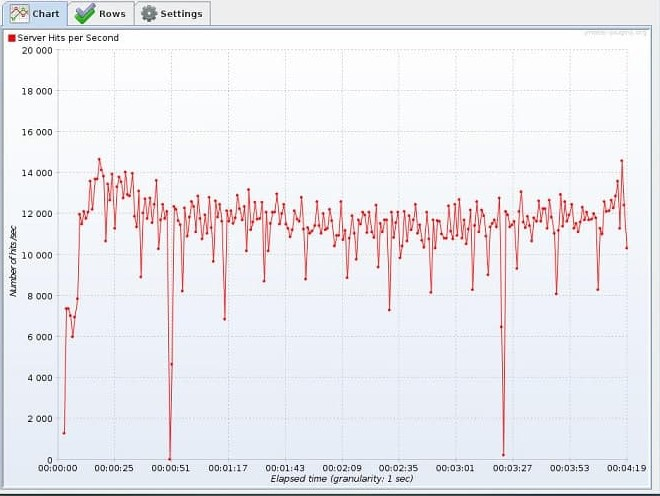 Chart Rows Settings
Server Hits per Second
20 000
18 000
16 000
14 000
12 000
10 000
8 000
6 000
4 000
2 000
0
Number of hits /sec
00:00:00 00:00:25 00:00:51 00:01:17 00:01:43 00:02:09 00:02:35 00:03:01 00:03:27 00:03:53 00:04:19
Elapsed time (granularity: 1 sec)